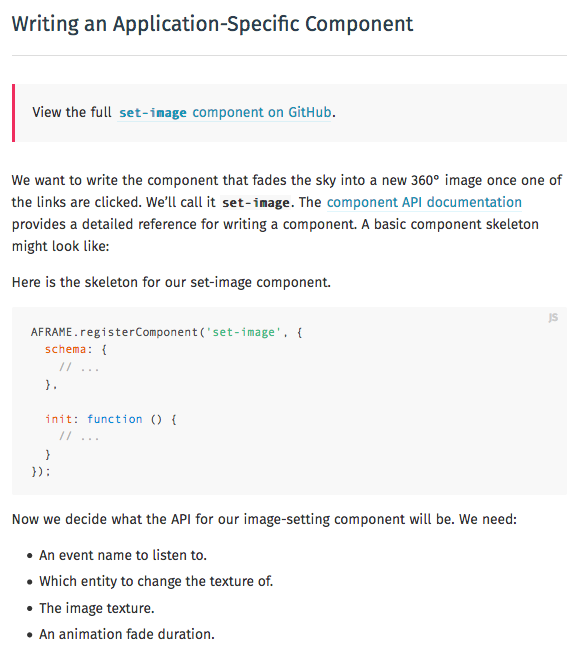 Writing an Application-Specific Component
View the full set-image component on GitHub.
We want to write the component that fades the sky into a new 360° image once one of
the links are clicked. We'll call it set-image. The component API documentation
provides a detailed reference for writing a component. A basic component skeleton
might look like:
Here is the skeleton for our set-image component.
JS
AFRAME.registerComponent('set-image', {
schema: {
// ...
},
init: function () {
// ...
}
});
Now we decide what the API for our image-setting component will be. We need:
• An event name to listen to.
• Which entity to change the texture of.
• The image texture.
• An animation fade duration.